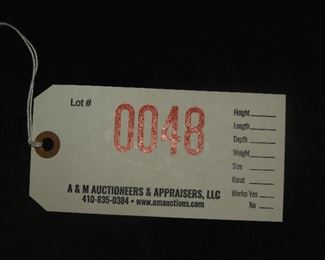 Lot #
0048
Height
Length
Depth
Weight
Size
Karat
Works: Yes
No
A & M AUCTIONEERS & APPRAISERS, LLC
410-835-0384 • www.amauctions.com